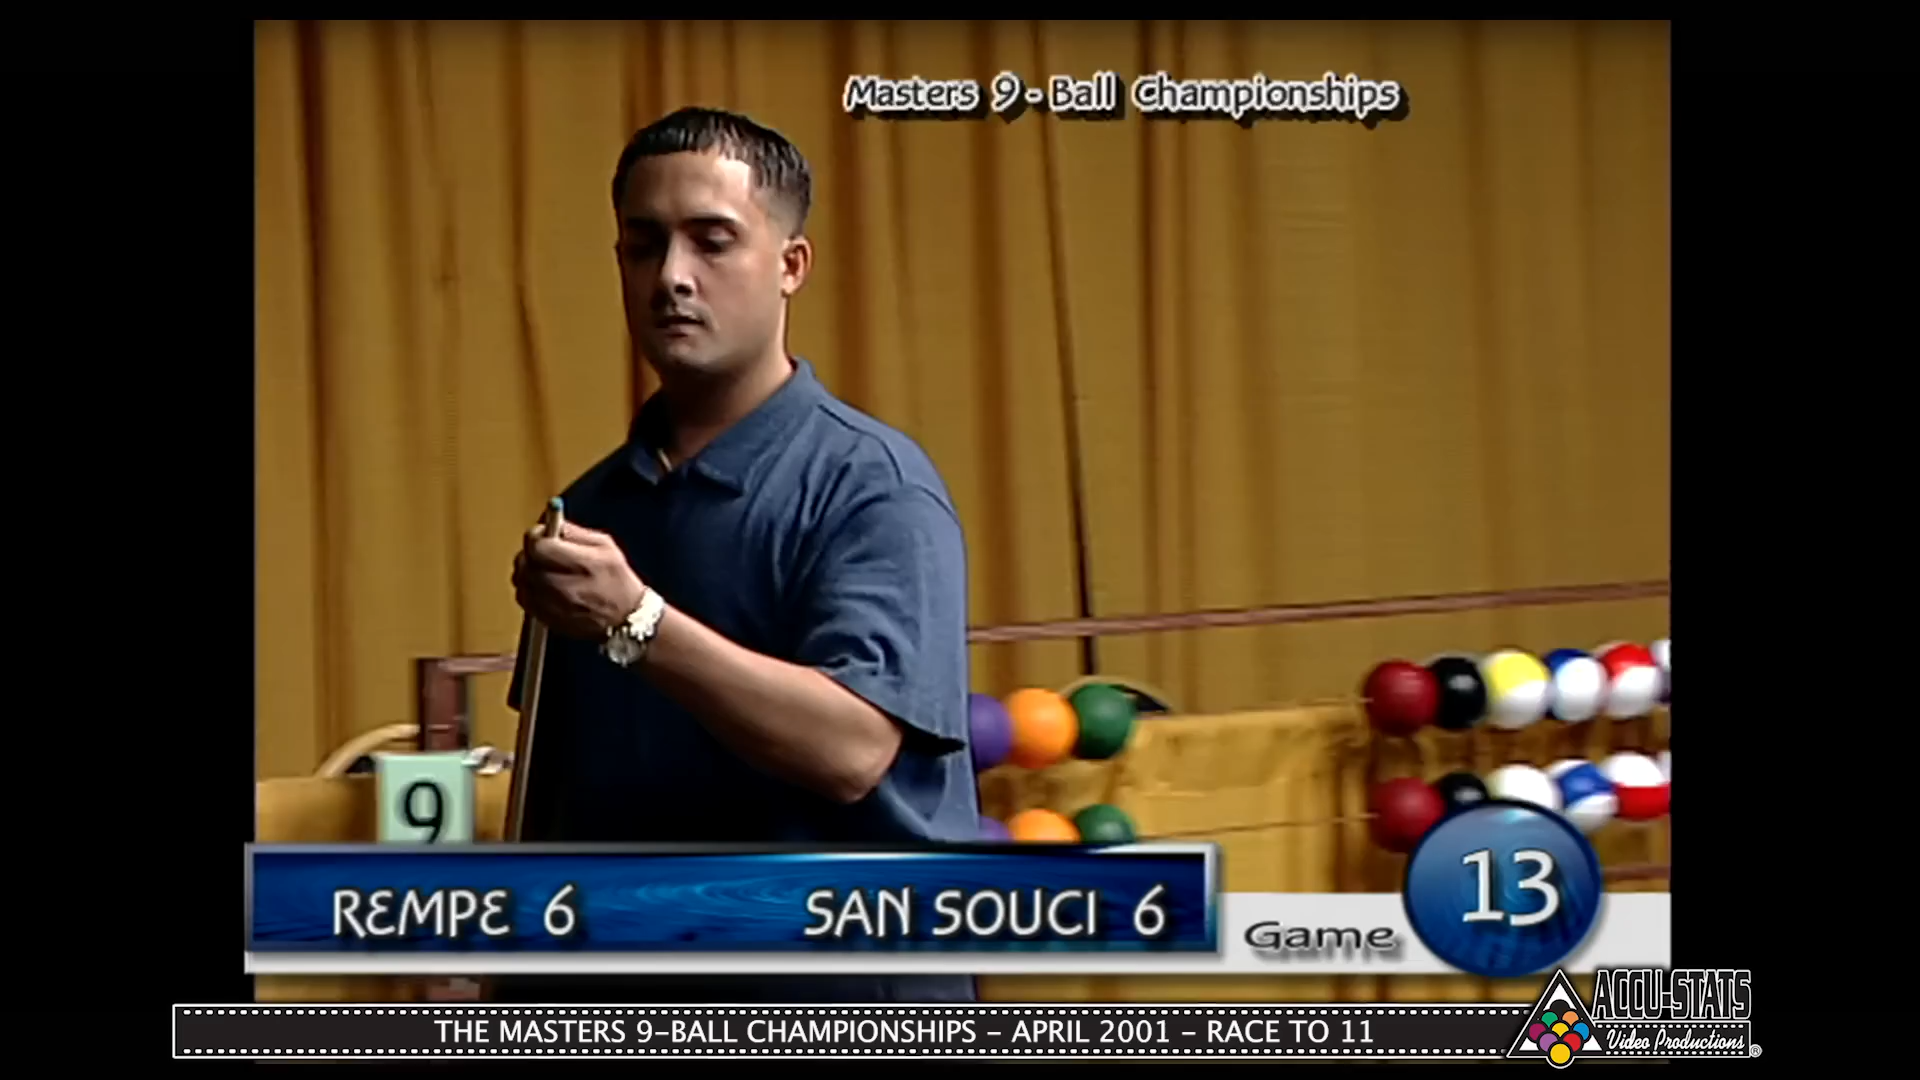 Masters 9-Ball Championships
9
REMPE 6 SAN SOUCI 6
Game 13
THE MASTERS 9-BALL CHAMPIONSHIPS – APRIL 2001 – RACE TO 11
ACCU-STATS
Video Productions®